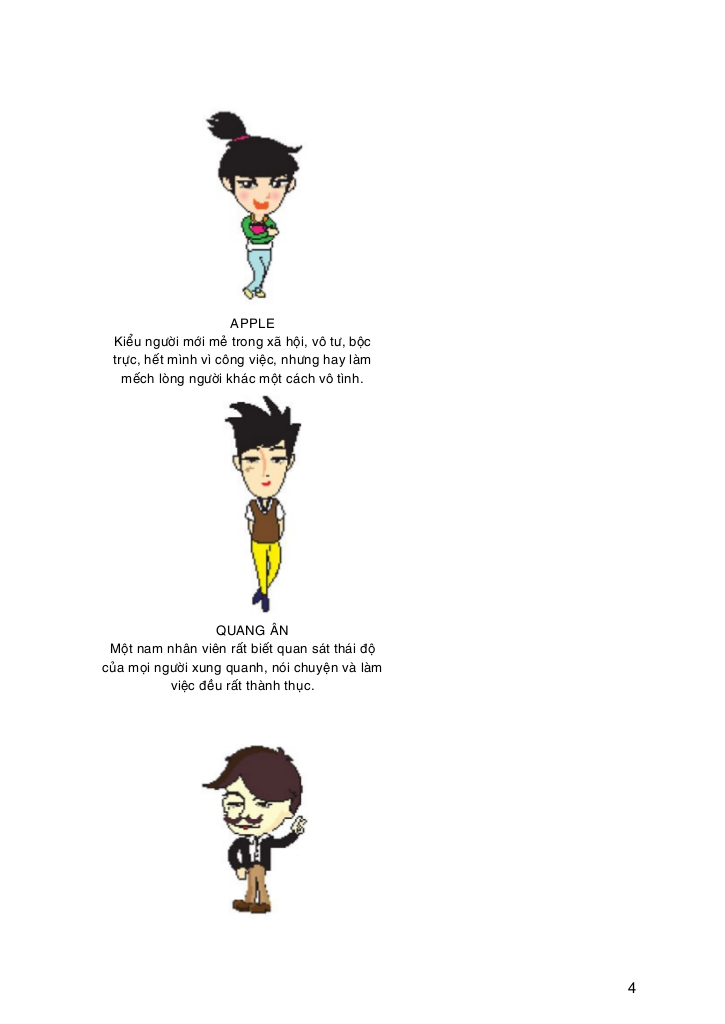 APPLE
Kiểu người mới mẻ trong xã hội, vô tư, bộc
trực, hết mình vì công việc, nhưng hay làm
mếch lòng người khác một cách vô tình.
QUANG ÂN
Một nam nhân viên rất biết quan sát thái độ
của mọi người xung quanh, nói chuyện và làm
việc đều rất thành thục.
4